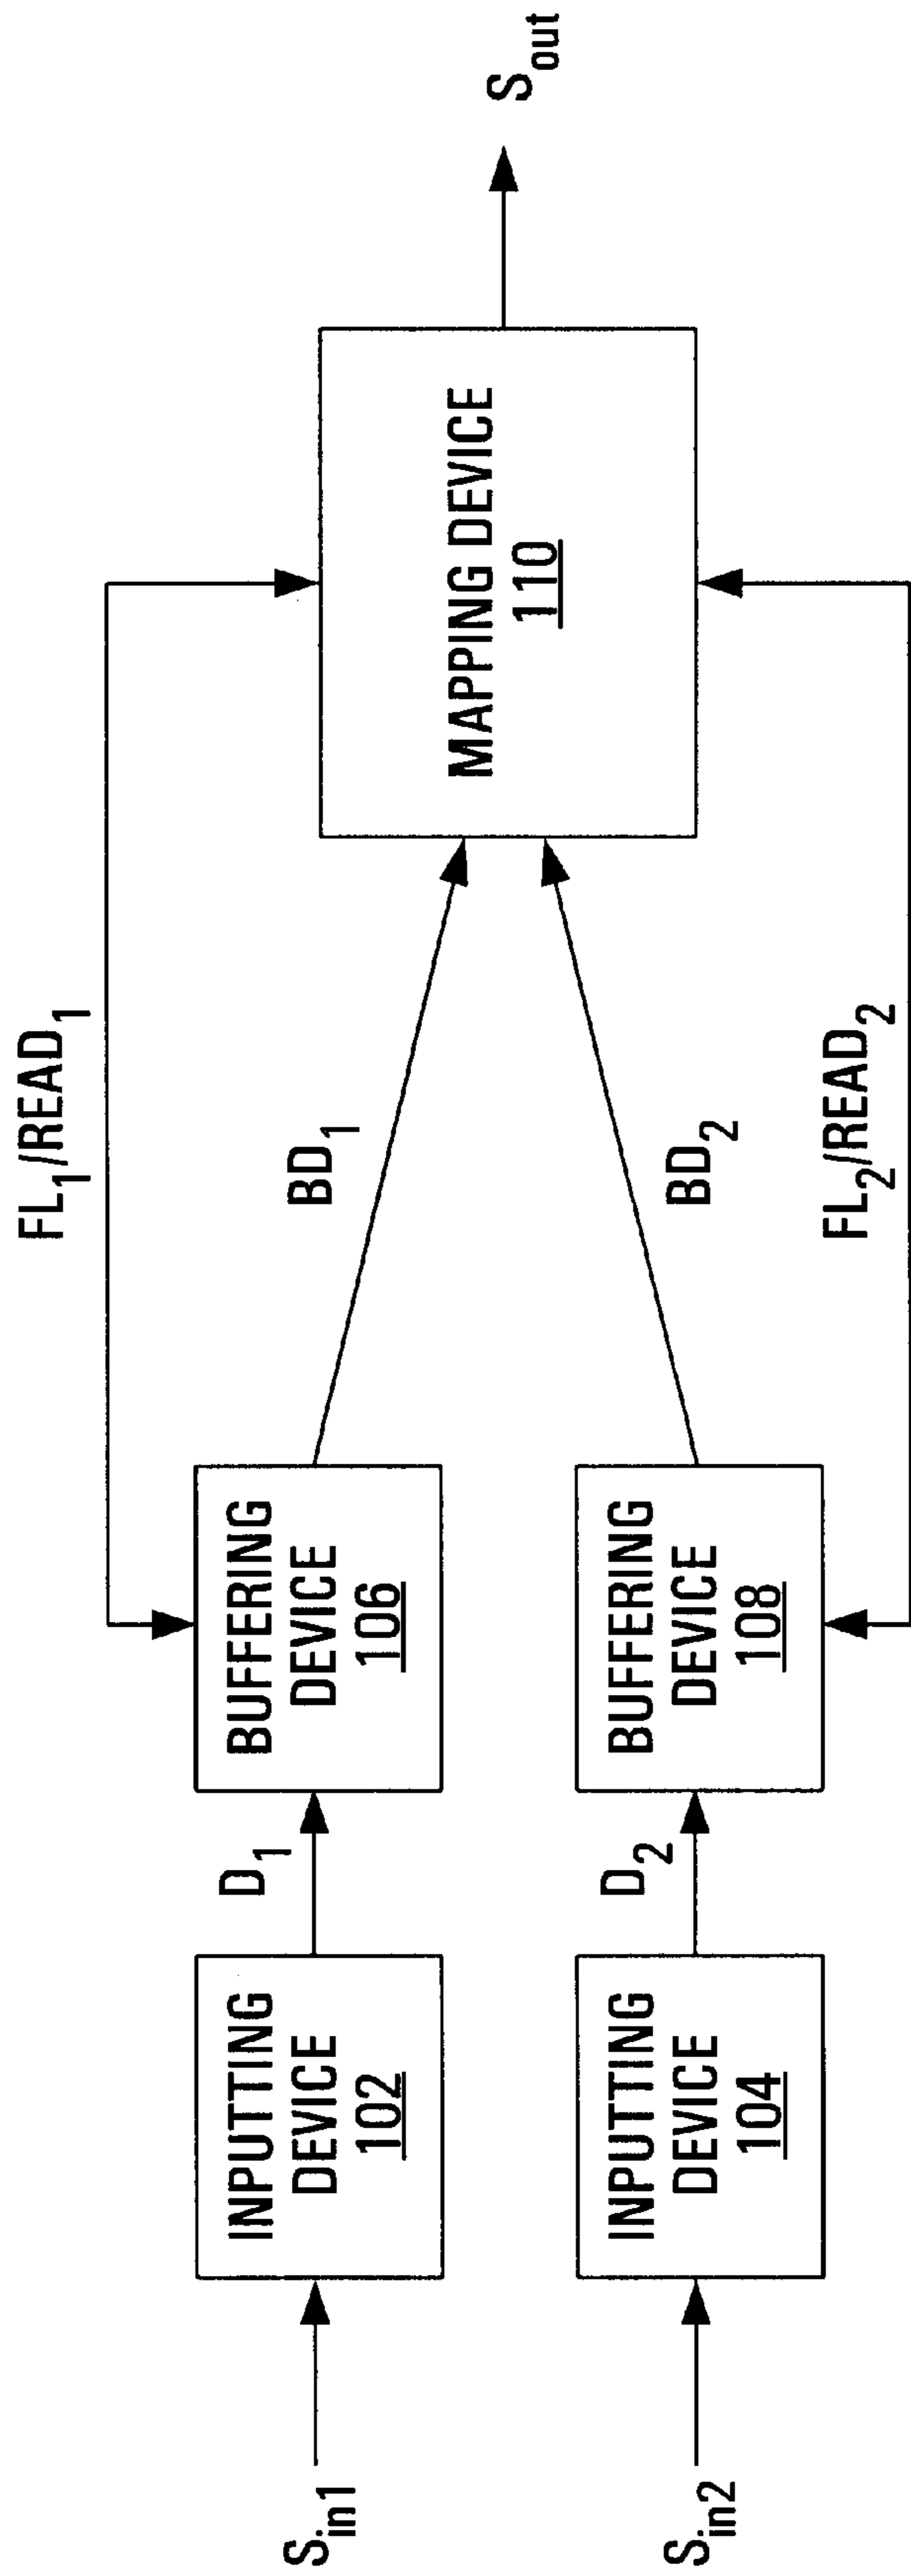 FL1/READ1
S_in1
INPUTTING
DEVICE
102
D1
BUFFERING
DEVICE
106
BD1
MAPPING DEVICE
110
S_out
S_in2
INPUTTING
DEVICE
104
D2
BUFFERING
DEVICE
108
BD2
FL2/READ2